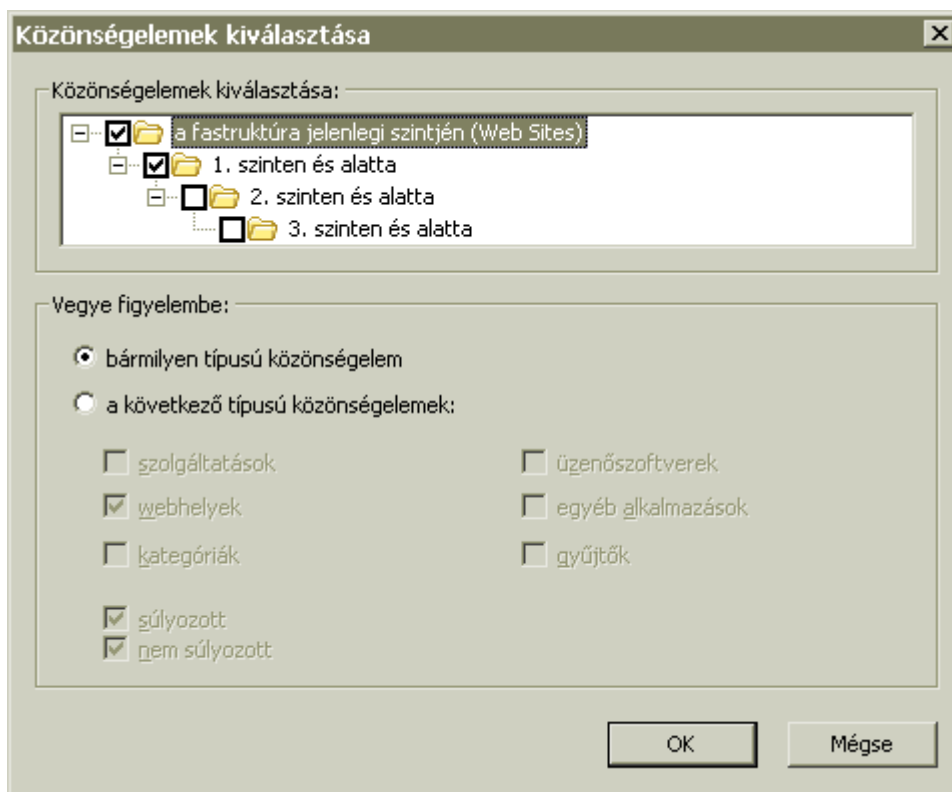 Közönségelemek kiválasztása
Közönségelemek kiválasztása:
a fastruktúra jelenlegi szintjén (Web Sites)
1. szinten és alatta
2. szinten és alatta
3. szinten és alatta
Vegye figyelembe:
bármilyen típusú közönségelem
a következő típusú közönségelemek:
szolgáltatások
üzenőszoftverek
webhelyek
egyéb alkalmazások
kategóriák
gyűjtők
súlyozott
nem súlyozott
OK
Mégse